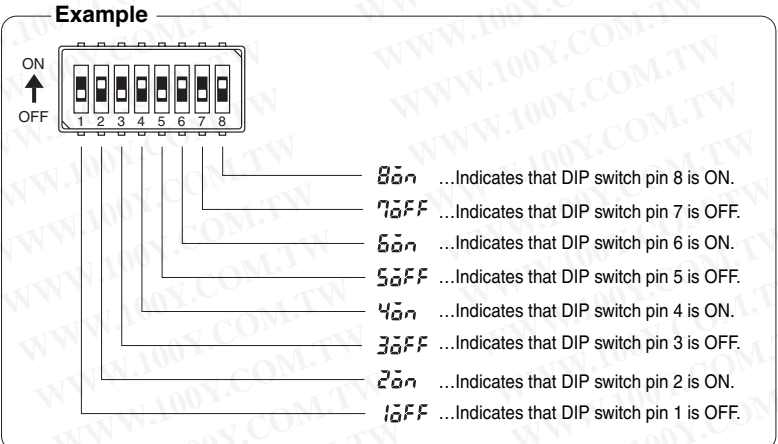 Example
ON
OFF
1 2 3 4 5 6 7 8
8on ...Indicates that DIP switch pin 8 is ON.
7oFF ...Indicates that DIP switch pin 7 is OFF.
6on ...Indicates that DIP switch pin 6 is ON.
5oFF ...Indicates that DIP switch pin 5 is OFF.
4on ...Indicates that DIP switch pin 4 is ON.
3oFF ...Indicates that DIP switch pin 3 is OFF.
2on ...Indicates that DIP switch pin 2 is ON.
1oFF ...Indicates that DIP switch pin 1 is OFF.
WWW.100Y.COM.TW